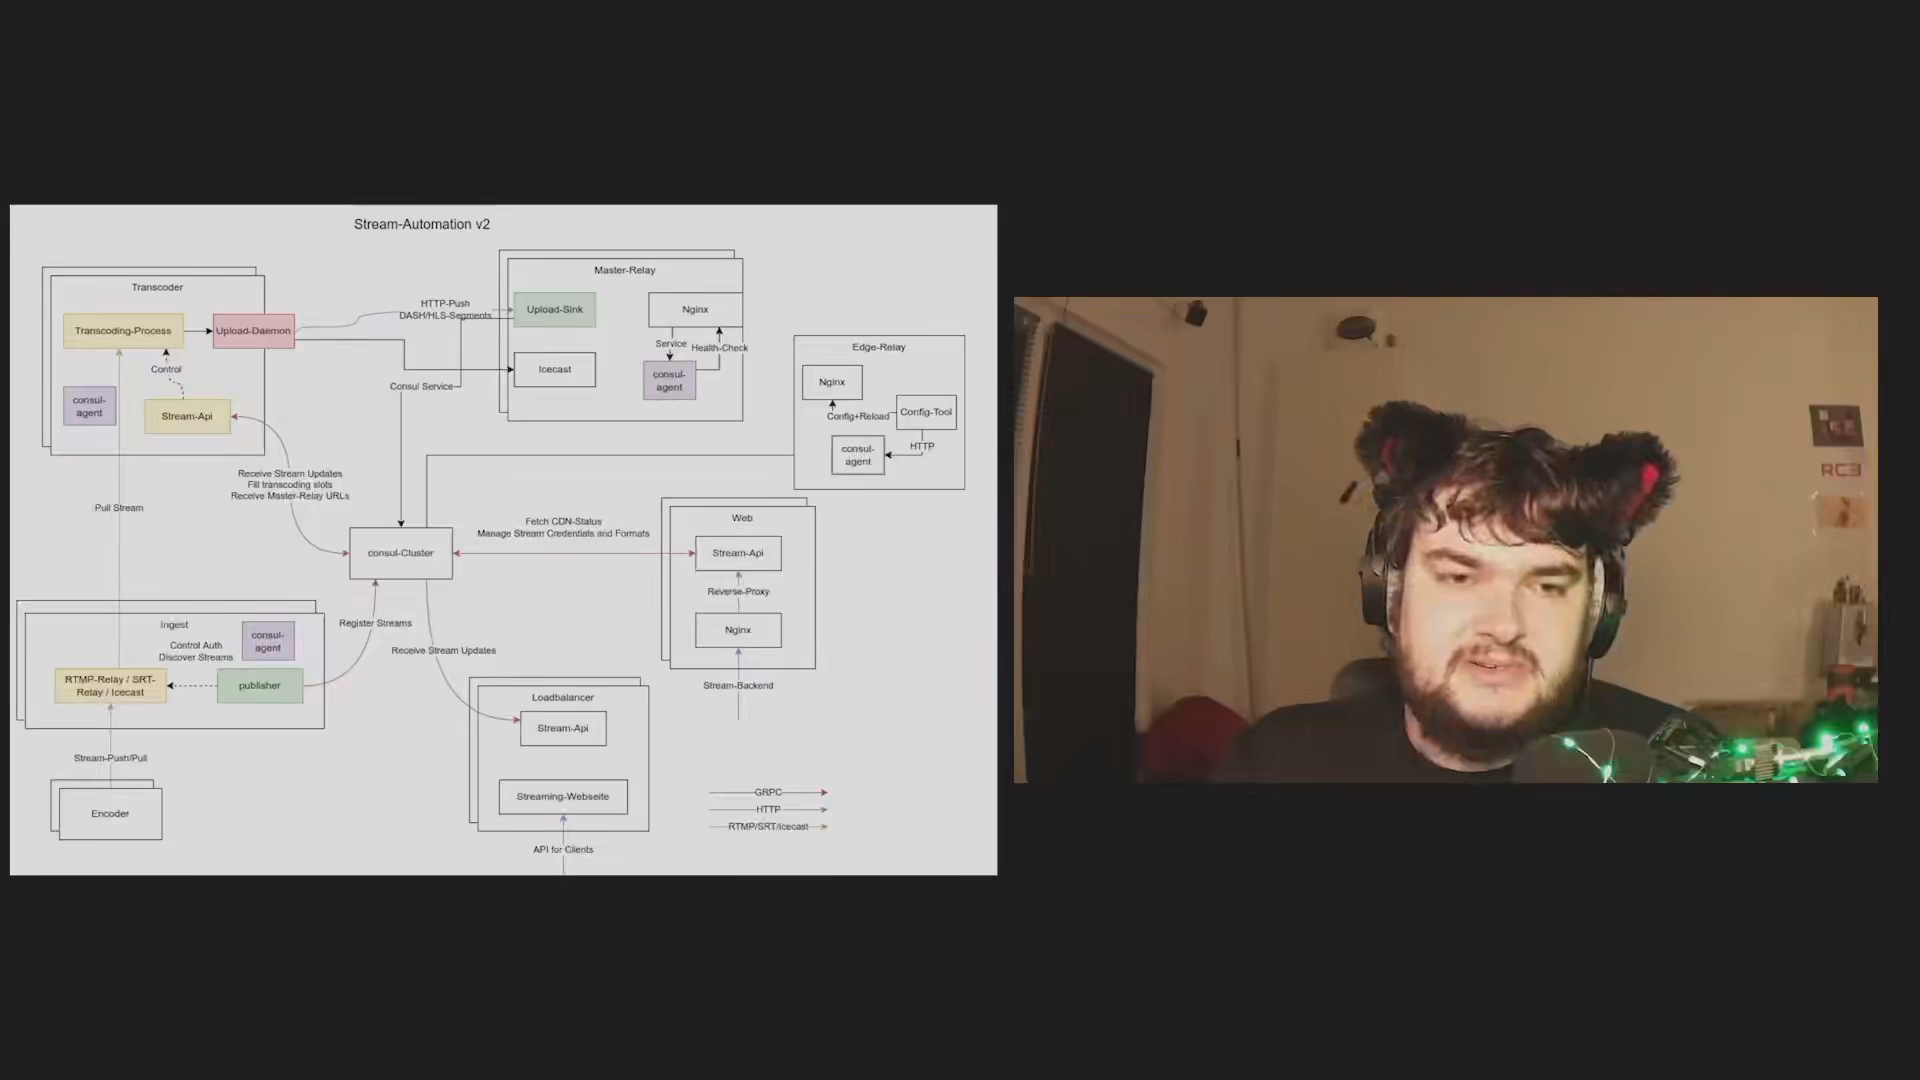 Stream-Automation v2
Transcoder
Transcoding-Process
Upload-Daemon
Control
consul-
agent
Stream-Api
HTTP-Push
DASH/HLS-Segments
Consul Service
Master-Relay
Upload-Sink
Nginx
Service
Health-Check
Icecast
consul-
agent
Edge-Relay
Nginx
Config+Reload
Config-Tool
consul-
agent
HTTP
Receive Stream Updates
Fill transcoding slots
Receive Master-Relay URLs
Pull Stream
consul-Cluster
Fetch CDN-Status
Manage Stream Credentials and Formats
Web
Stream-Api
Reverse-Proxy
Nginx
Stream-Backend
Ingest
Control Auth
Discover Streams
consul-
agent
RTMP-Relay / SRT-
Relay / Icecast
publisher
Register Streams
Receive Stream Updates
Stream-Push/Pull
Encoder
Loadbalancer
Stream-Api
Streaming-Webseite
API for Clients
GRPC
HTTP
RTMP/SRT/Icecast
RC3